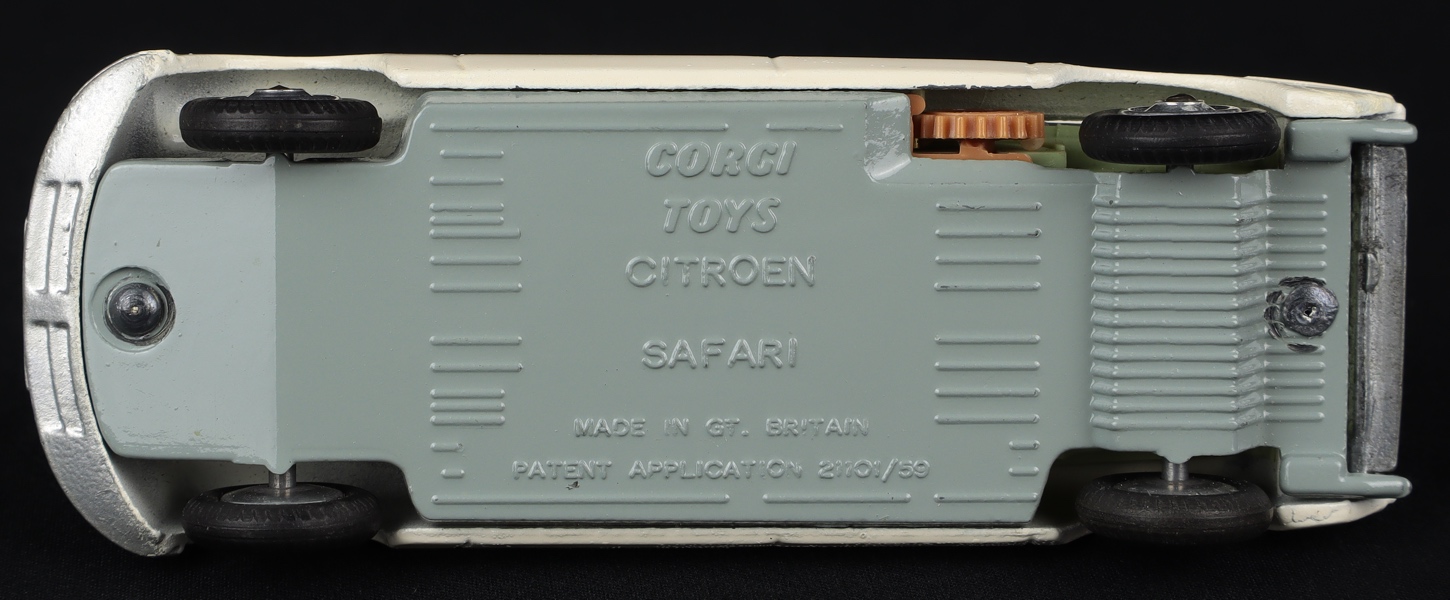 CORGI
TOYS
CITROEN
SAFARI
MADE IN GT. BRITAIN
PATENT APPLICATION 21101/59